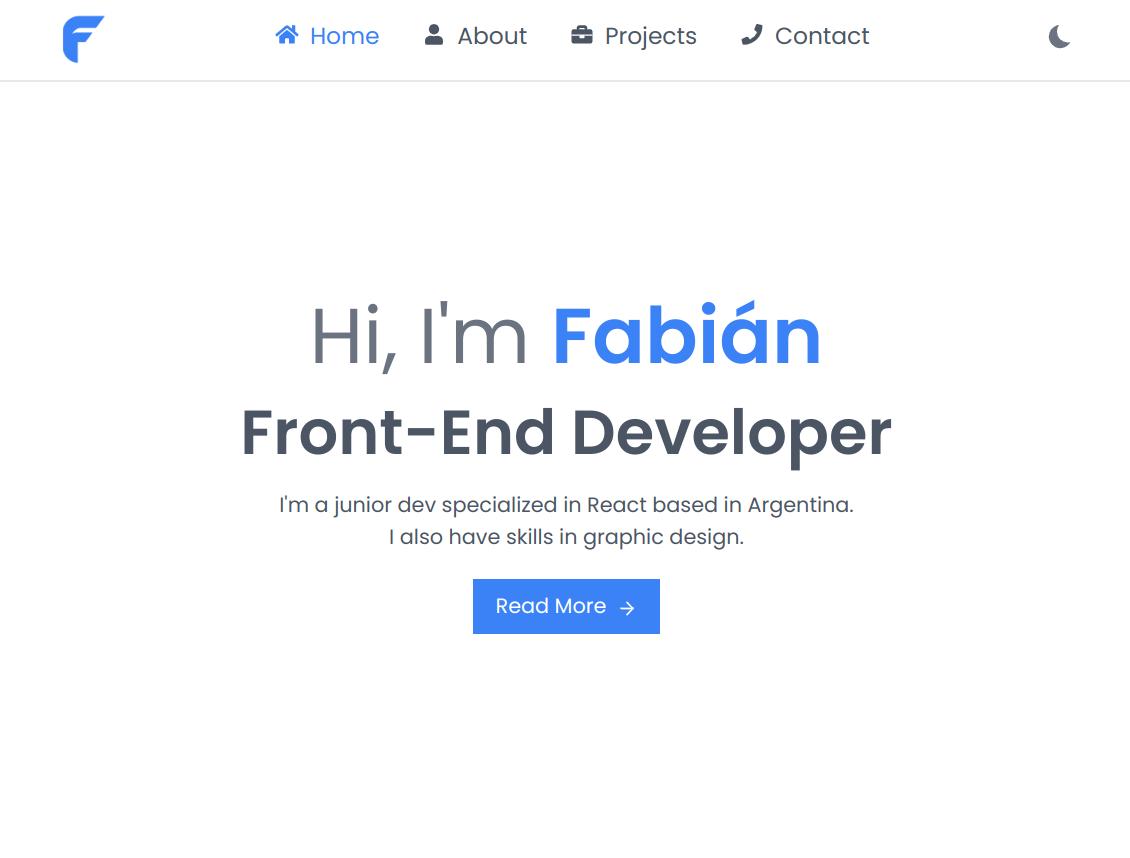 Home About Projects Contact
Hi, I'm Fabián
Front-End Developer
I'm a junior dev specialized in React based in Argentina.
I also have skills in graphic design.
Read More →